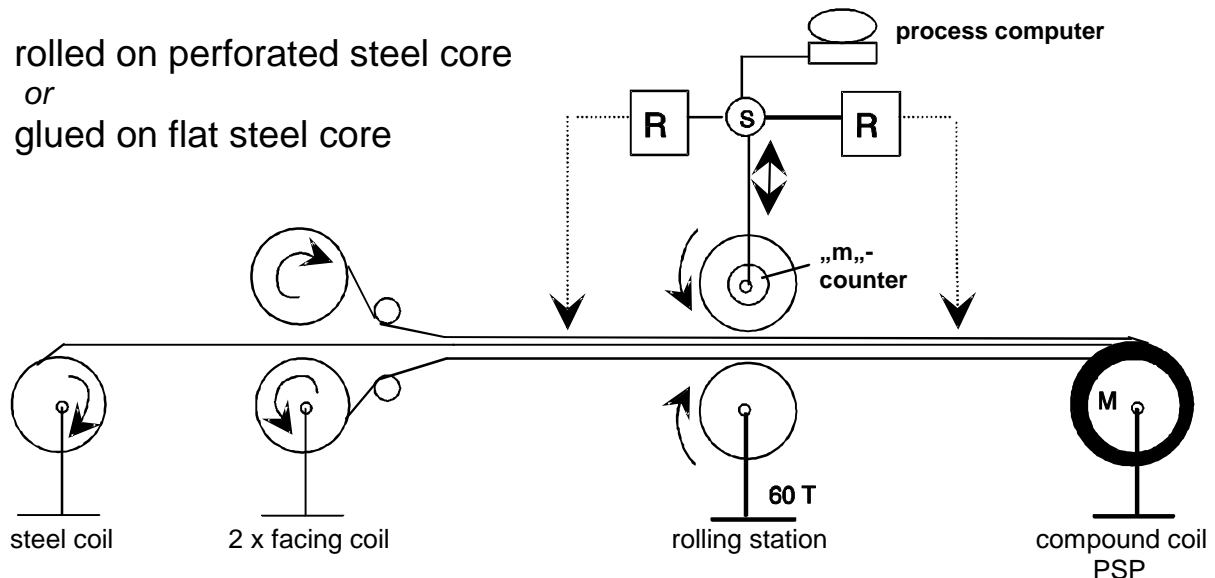 rolled on perforated steel core
or
glued on flat steel core
process computer
R
S
R
„m„-
counter
M
60 T
steel coil
2 x facing coil
rolling station
compound coil
PSP